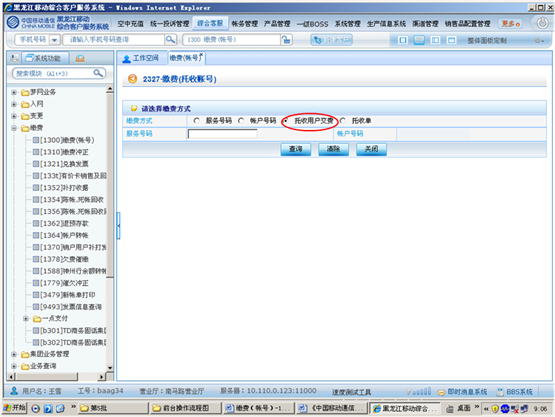 黑龙江移动综合客户服务系统 - Windows Internet Explorer
中国移动通信
CHINA MOBILE
黑龙江移动
综合客户服务系统
空中充值 统一投诉管理 综合客服 帐务管理 产品管理 一级BOSS 系统管理 生产信息系统 渠道管理 销售品配置管理 更多
手机号码 请输入手机号码查询 1300 缴费(帐号) 整体面板定制
系统功能
搜索模块 (Alt+3)
梦网业务
入网
变更
缴费
[1300]缴费(帐号)
[1310]缴费冲正
[1321]兑换发票
[133t]有价卡销售及回
[1352]补打收据
[1354]陈帐、死帐回收
[1356]陈帐、死帐回收
[1362]退预存款
[1364]帐户转帐
[1370]销户用户补打发
[1378]欠费催缴
[1588]神州行余额转帐
[1779]催欠冲正
[3479]新帐单打印
[9493]发票信息查询
一点支付
[b301]TD商务固话集团
[b302]TD商务固话集团
集团业务管理
业务查询
工作空间 缴费(帐号)
2327-缴费(托收账号)
请选择缴费方式
缴费方式 服务号码 帐户号码 托收用户交费 托收单
服务号码 帐户号码
查询 清除 关闭
用户名：王雪 工号：baag34 营业厅：南马路营业厅 服务器：10.110.0.123:11000 速度测试工具 即时消息系统 BBS系统
开始 第5批 前台操作流程图 缴费(帐号)-1... 《中国移动通信... 黑龙江移动综合... 桌面 9:06